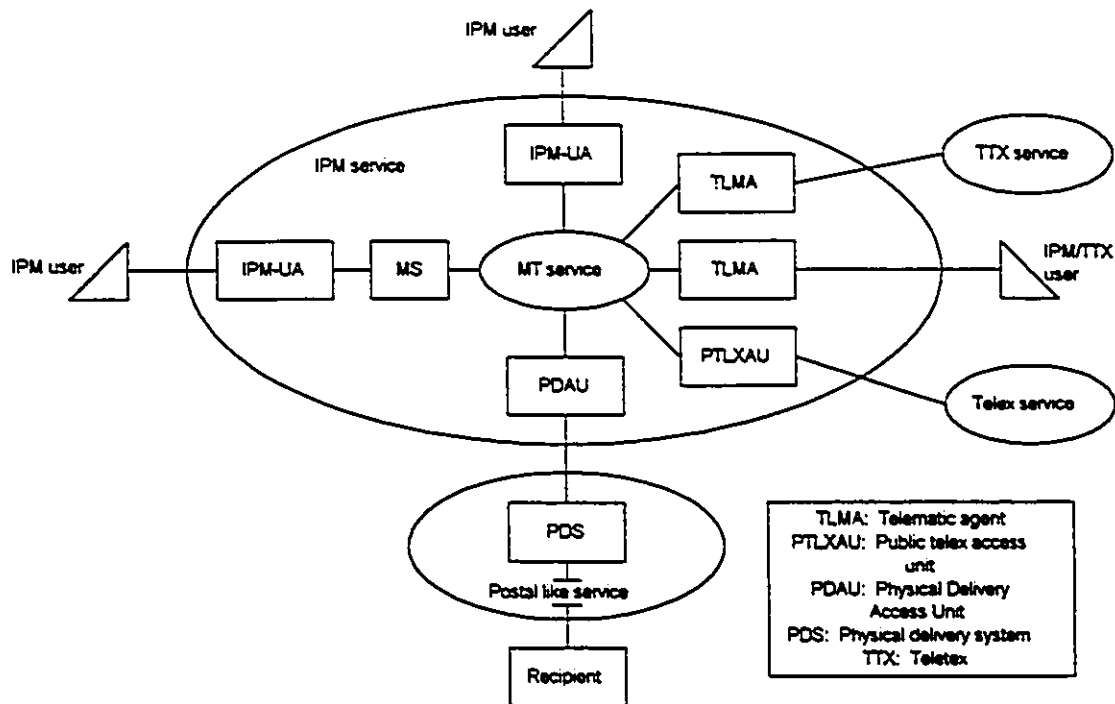 IPM user
IPM user
IPM service
IPM-UA
TLMA
TTX service
IPM user
IPM-UA
MS
MT service
TLMA
IPM/TTX
user
PDAU
PTLXAU
Telex service
PDS
Postal like service
Recipient
TLMA: Telematic agent
PTLXAU: Public telex access
unit
PDAU: Physical Delivery
Access Unit
PDS: Physical delivery system
TTX: Teletex